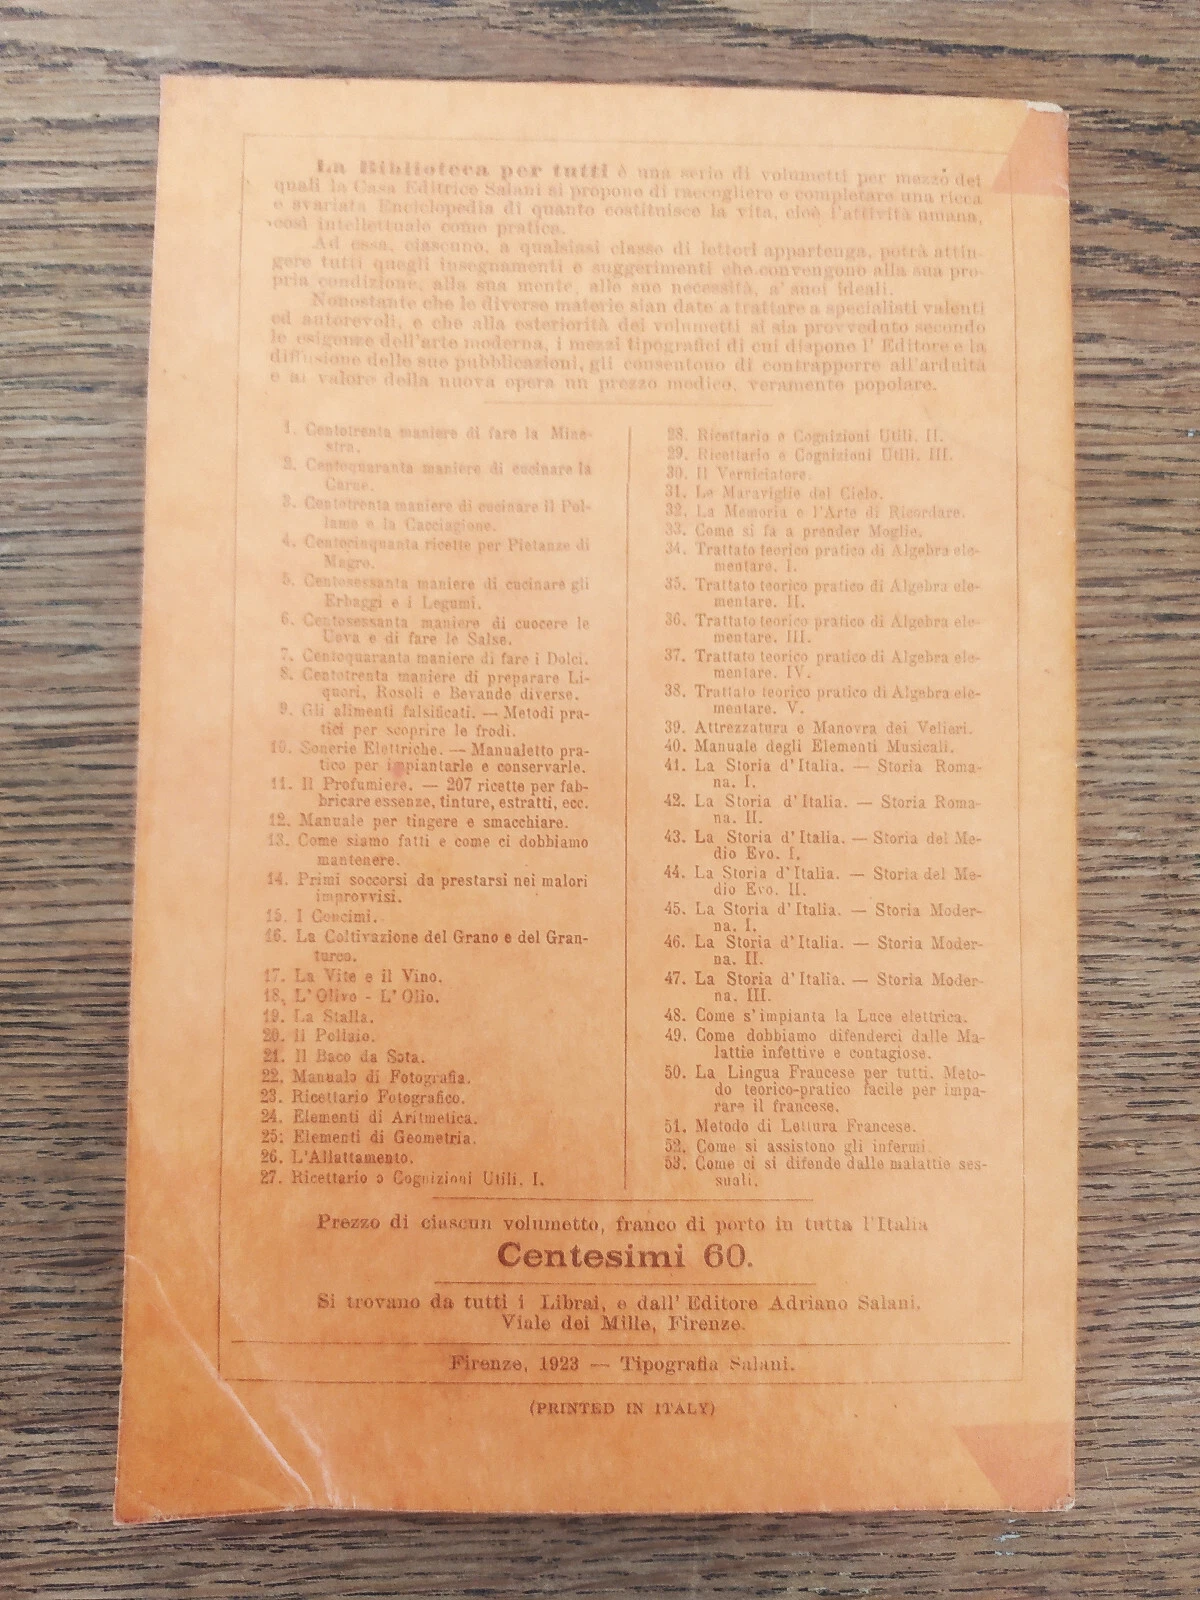 La Biblioteca per tutti è una serie di volumetti per mezzo dei
quali la Casa Editrice Salani si propone di raccogliere e completare una ricca
e svariata Enciclopedia di quanto costituisce la vita, cioè l'attività umana,
così intellettuale come pratica.
Ad essa, ciascuno, a qualsiasi classe di lettori appartenga, potrà attin-
gere tutti quegli insegnamenti e suggerimenti che convengono alla sua pro-
pria condizione, alla sua mente, alle sue necessità, a' suoi ideali.
Nonostante che le diverse materie sian date a trattare a specialisti valenti
ed autorevoli, e che alla esteriorità dei volumetti si sia provveduto secondo
le esigenze dell'arte moderna, i mezzi tipografici di cui dispone l'Editore e la
diffusione delle sue pubblicazioni, gli consentono di contrapporre all'arduità
e al valore della nuova opera un prezzo modico, veramente popolare.
1. Centotrenta maniere di fare la Mine-
stra.
2. Centoquaranta maniere di cucinare la
Carne.
3. Centotrenta maniere di cucinare il Pol-
lame e la Cacciagione.
4. Centocinquanta ricette per Pietanze di
Magro.
5. Centosessanta maniere di cucinare gli
Erbaggi e i Legumi.
6. Centosessanta maniere di cuocere le
Uova e di fare le Salse.
7. Centoquaranta maniere di fare i Dolci.
8. Centotrenta maniere di preparare Li-
quori, Rosoli e Bevande diverse.
9. Gli alimenti falsificati. — Metodi pra-
tici per scoprire le frodi.
10. Sonerie Elettriche. — Manualetto pra-
tico per impiantarle e conservarle.
11. Il Profumiere. — 207 ricette per fab-
bricare essenze, tinture, estratti, ecc.
12. Manuale per tingere e smacchiare.
13. Come siamo fatti e come ci dobbiamo
mantenere.
14. Primi soccorsi da prestarsi nei malori
improvvisi.
15. I Concimi.
16. La Coltivazione del Grano e del Gran-
turco.
17. La Vite e il Vino.
18. L'Olivo - L'Olio.
19. La Stalla.
20. Il Pollaio.
21. Il Baco da Seta.
22. Manuale di Fotografia.
23. Ricettario Fotografico.
24. Elementi di Aritmetica.
25. Elementi di Geometria.
26. L'Allattamento.
27. Ricettario e Cognizioni Utili. I.
28. Ricettario e Cognizioni Utili. II.
29. Ricettario e Cognizioni Utili. III.
30. Il Verniciatore.
31. Le Maraviglie del Cielo.
32. La Memoria e l'Arte di Ricordare.
33. Come si fa a prender Moglie.
34. Trattato teorico pratico di Algebra ele-
mentare. I.
35. Trattato teorico pratico di Algebra ele-
mentare. II.
36. Trattato teorico pratico di Algebra ele-
mentare. III.
37. Trattato teorico pratico di Algebra ele-
mentare. IV.
38. Trattato teorico pratico di Algebra ele-
mentare. V.
39. Attrezzatura e Manovra dei Velieri.
40. Manuale degli Elementi Musicali.
41. La Storia d'Italia. — Storia Roma-
na. I.
42. La Storia d'Italia. — Storia Roma-
na. II.
43. La Storia d'Italia. — Storia del Me-
dio Evo. I.
44. La Storia d'Italia. — Storia del Me-
dio Evo. II.
45. La Storia d'Italia. — Storia Moder-
na. I.
46. La Storia d'Italia. — Storia Moder-
na. II.
47. La Storia d'Italia. — Storia Moder-
na. III.
48. Come s'impianta la Luce elettrica.
49. Come dobbiamo difenderci dalle Ma-
lattie infettive e contagiose.
50. La Lingua Francese per tutti. Meto-
do teorico-pratico facile per impa-
rare il francese.
51. Metodo di Lettura Francese.
52. Come si assistono gli infermi.
53. Come ci si difende dalle malattie ses-
suali.
Prezzo di ciascun volumetto, franco di porto in tutta l'Italia
Centesimi 60.
Si trovano da tutti i Librai, e dall'Editore Adriano Salani,
Viale dei Mille, Firenze.
Firenze, 1923 — Tipografia Salani.
(PRINTED IN ITALY)